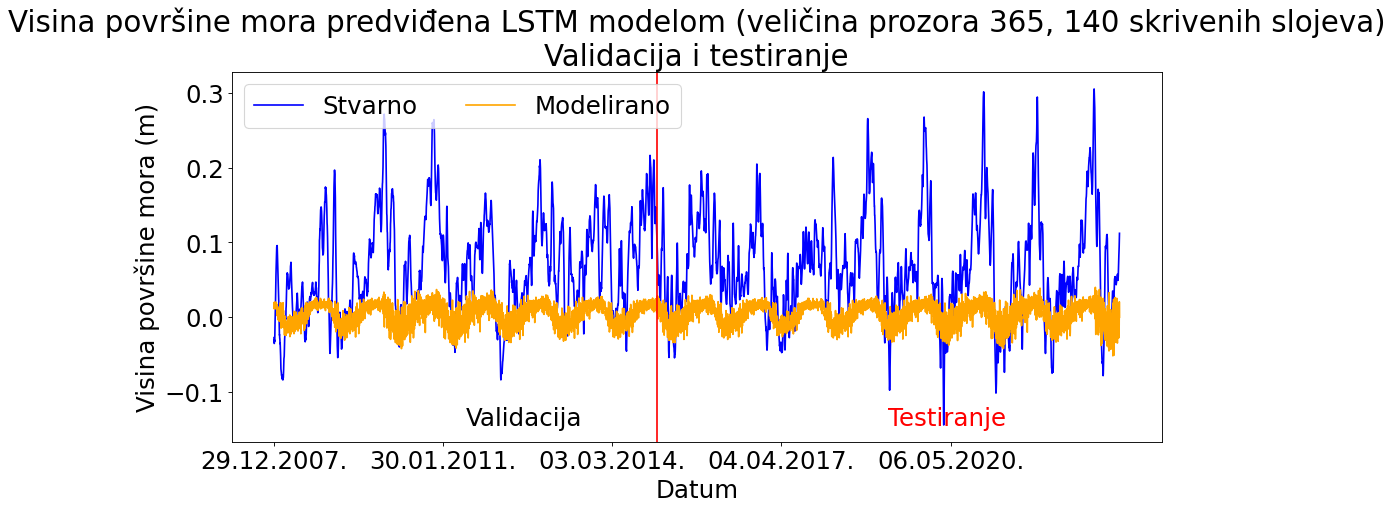 Visina površine mora predviđena LSTM modelom (veličina prozora 365, 140 skrivenih slojeva)
Validacija i testiranje
Stvarno
Modelirano
Visina površine mora (m)
0.3
0.2
0.1
0.0
−0.1
Validacija
Testiranje
29.12.2007.
30.01.2011.
03.03.2014.
04.04.2017.
06.05.2020.
Datum